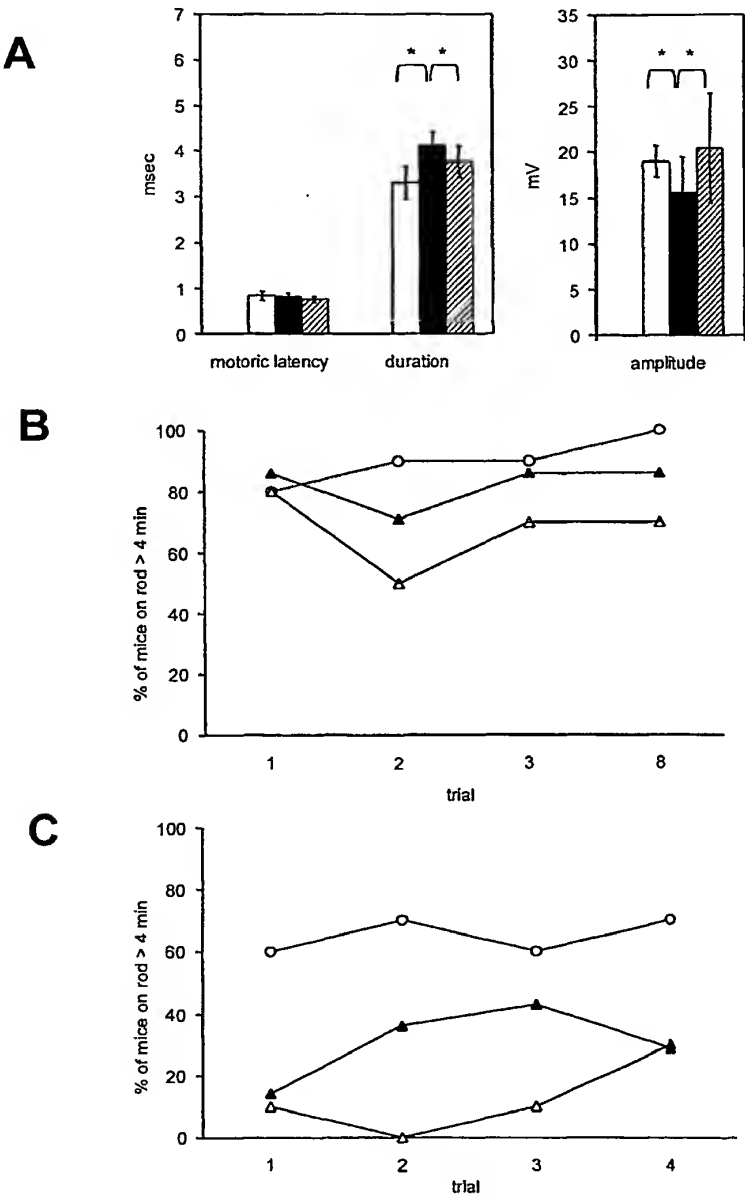 A
msec
7
6
5
4
3
2
1
0
* *
motoric latency
duration
mV
35
30
25
20
15
10
5
0
* *
amplitude
B
% of mice on rod > 4 min
100
80
60
40
20
0
1 2 3 8
trial
C
% of mice on rod > 4 min
100
80
60
40
20
0
1 2 3 4
trial